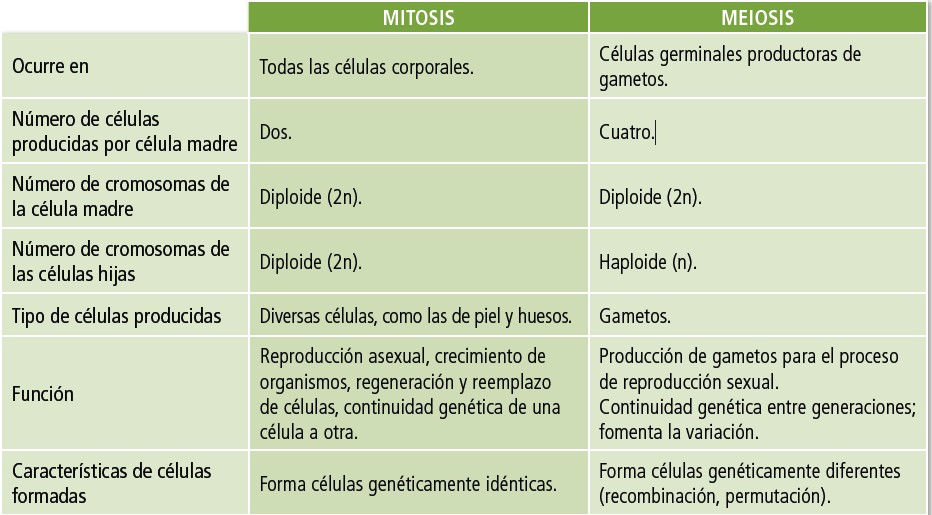 MITOSIS
MEIOSIS
Ocurre en
Todas las células corporales.
Células germinales productoras de
gametos.
Número de células
producidas por célula madre
Dos.
Cuatro.
Número de cromosomas de
la célula madre
Diploide (2n).
Diploide (2n).
Número de cromosomas de
las células hijas
Diploide (2n).
Haploide (n).
Tipo de células producidas
Diversas células, como las de piel y huesos.
Gametos.
Función
Reproducción asexual, crecimiento de
organismos, regeneración y reemplazo
de células, continuidad genética de una
célula a otra.
Producción de gametos para el proceso
de reproducción sexual.
Continuidad genética entre generaciones;
fomenta la variación.
Características de células
formadas
Forma células genéticamente idénticas.
Forma células genéticamente diferentes
(recombinación, permutación).